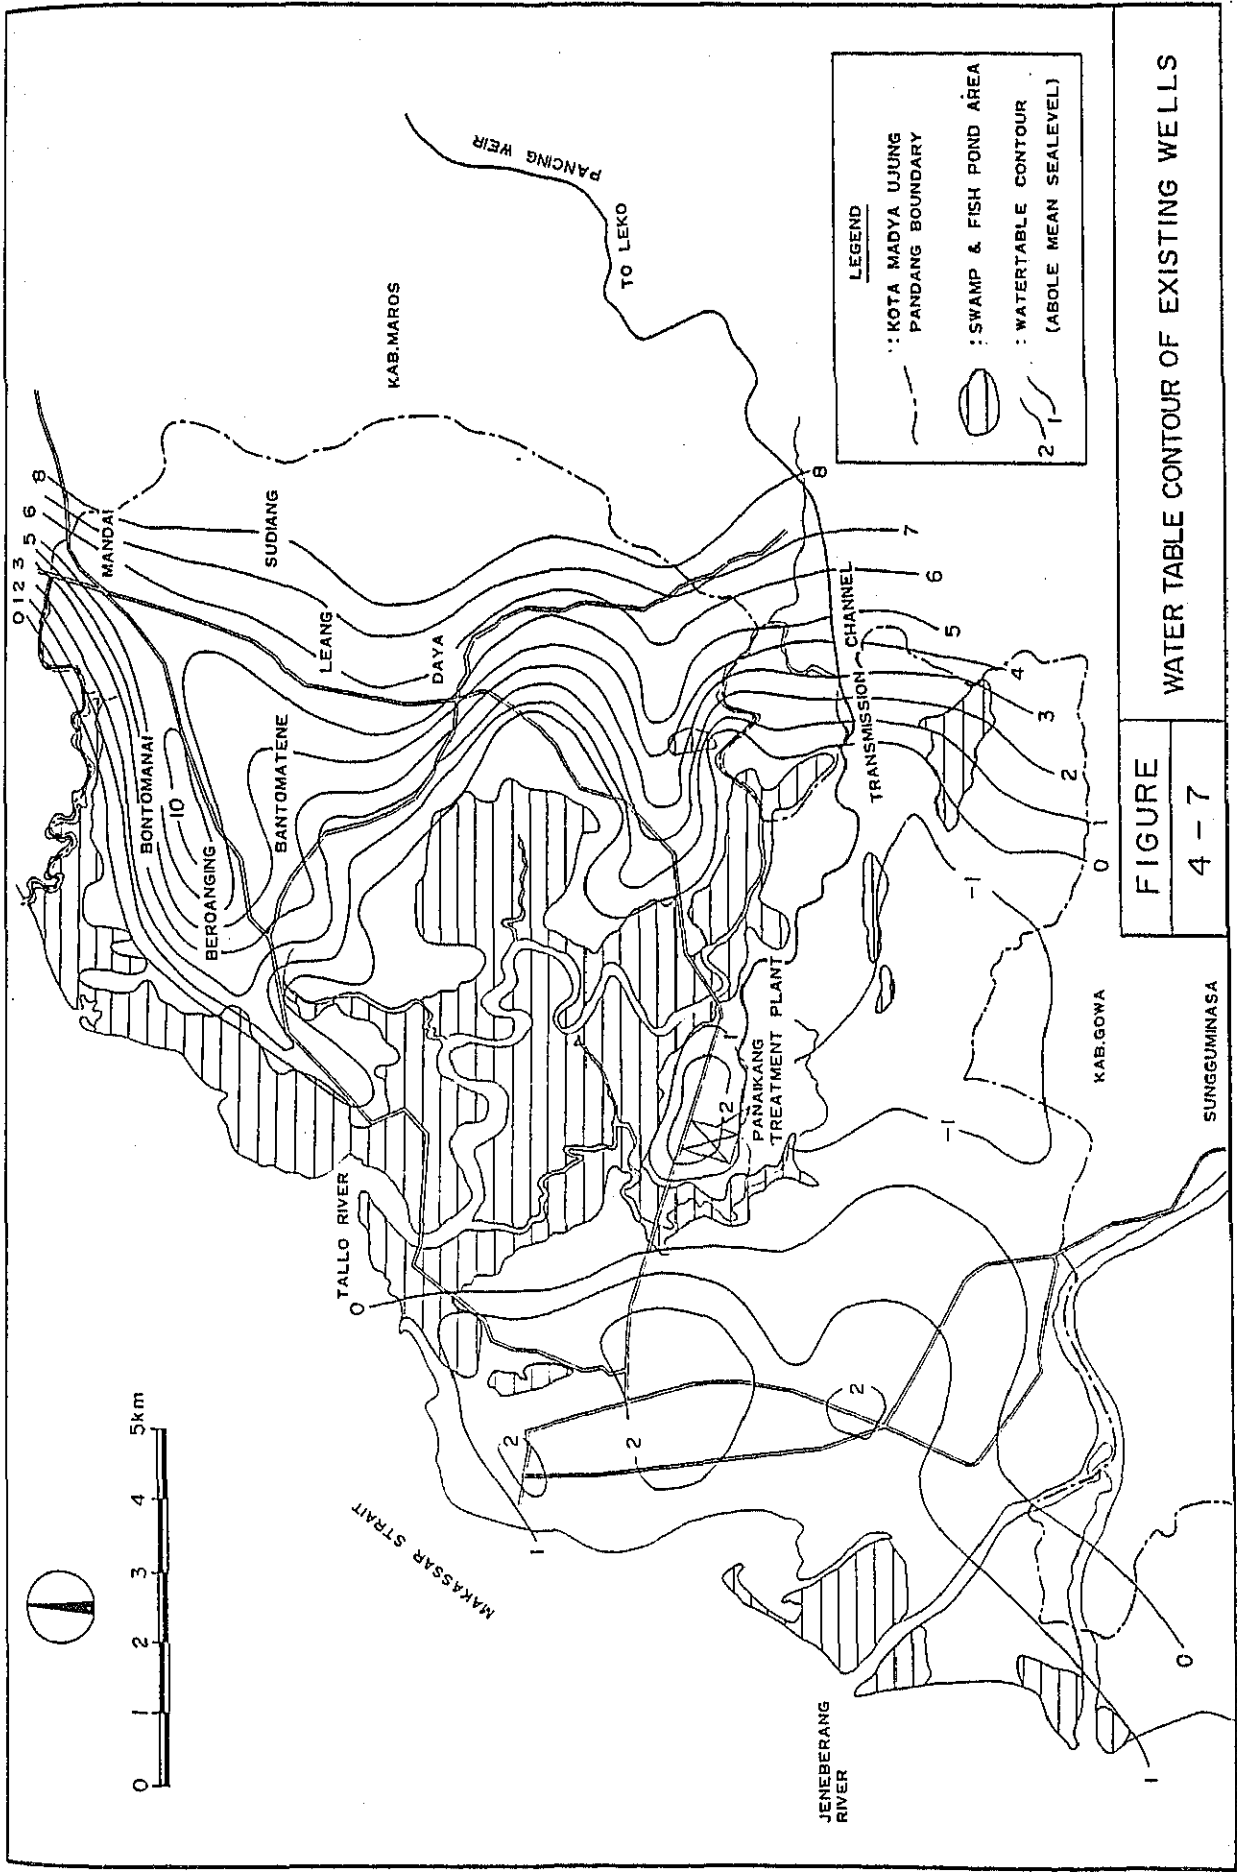 0 1 2 3 4 5km
MAKASSAR STRAIT
TALLO RIVER
JENEBERANG
RIVER
0 1 2 3
5
6
8
MANDAI
SUDIANG
LEANG
DAYA
BONTOMANAI
10
BEROANGING
BANTOMATENE
KAB.MAROS
PANCING WEIR
TO LEKO
8
7
6
5
4
3
2
1
0
-1
-1
TRANSMISSION CHANNEL
PANAIKANG
TREATMENT PLANT
1
2
0
2
2
2
1
0
1
KAB.GOWA
SUNGGUMINASA
LEGEND
: KOTA MADYA UJUNG
PANDANG BOUNDARY
: SWAMP & FISH POND AREA
2 1
: WATERTABLE CONTOUR
(ABOLE MEAN SEALEVEL)
FIGURE
4 - 7
WATER TABLE CONTOUR OF EXISTING WELLS